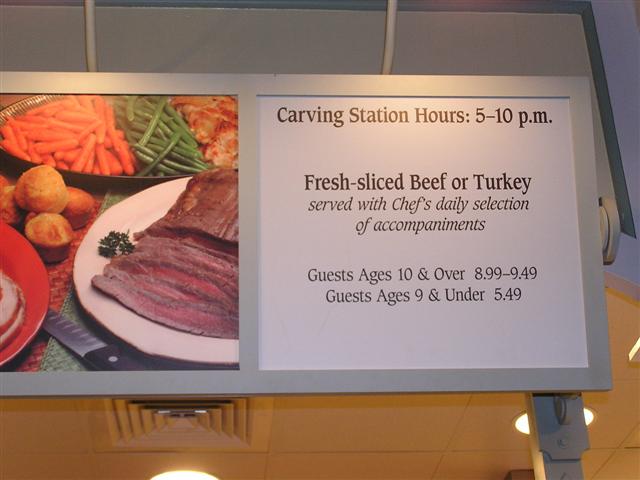 Carving Station Hours: 5–10 p.m.
Fresh-sliced Beef or Turkey
served with Chef's daily selection
of accompaniments
Guests Ages 10 & Over 8.99–9.49
Guests Ages 9 & Under 5.49